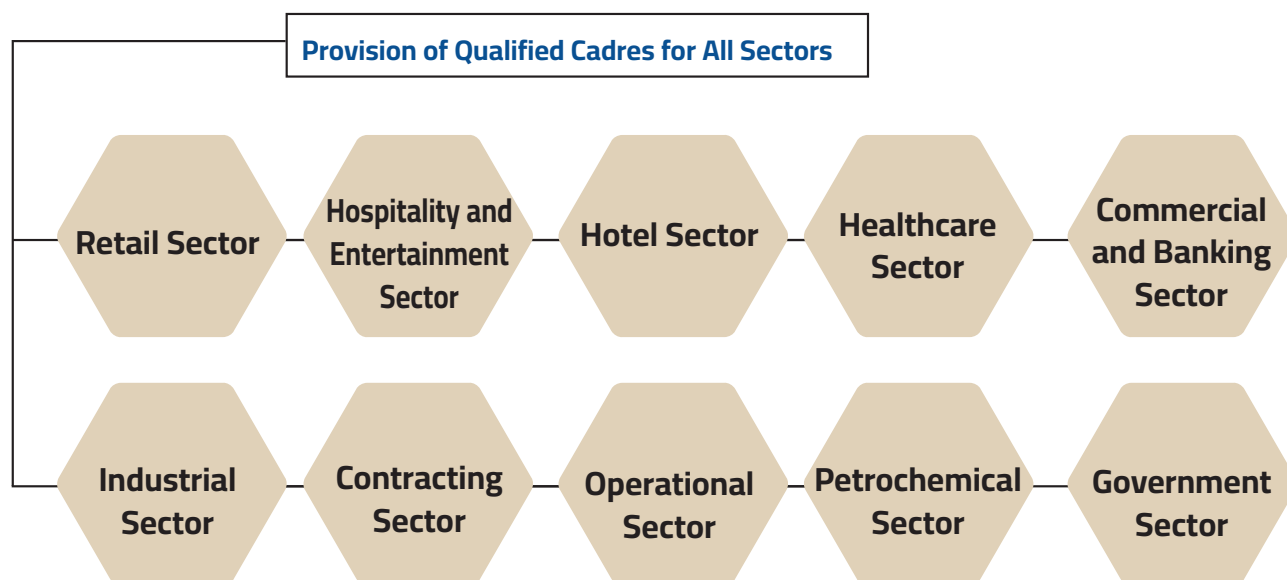 Provision of Qualified Cadres for All Sectors
Retail Sector
Hospitality and
Entertainment
Sector
Hotel Sector
Healthcare
Sector
Commercial
and Banking
Sector
Industrial
Sector
Contracting
Sector
Operational
Sector
Petrochemical
Sector
Government
Sector